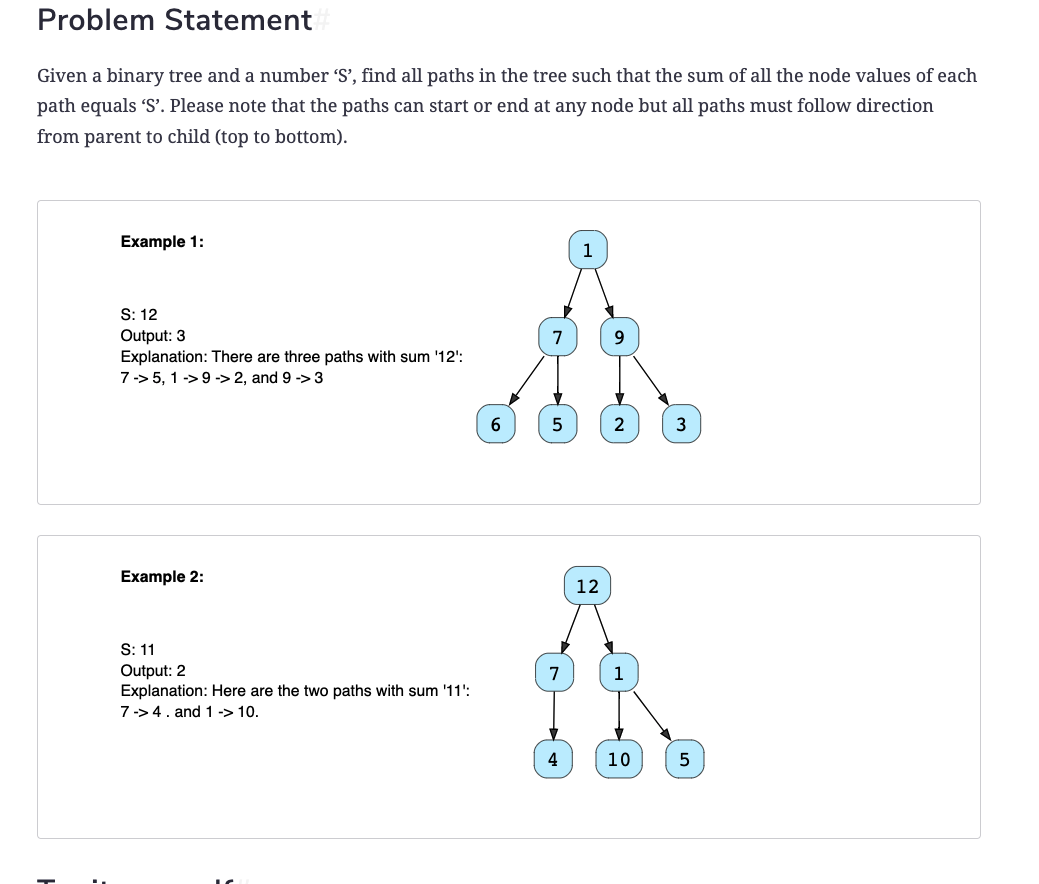 Problem Statement#
Given a binary tree and a number ‘S’, find all paths in the tree such that the sum of all the node values of each
path equals ‘S’. Please note that the paths can start or end at any node but all paths must follow direction
from parent to child (top to bottom).
Example 1:
S: 12
Output: 3
Explanation: There are three paths with sum '12':
7 -> 5, 1 -> 9 -> 2, and 9 -> 3
1
7 9
6 5 2 3
Example 2:
S: 11
Output: 2
Explanation: Here are the two paths with sum '11':
7 -> 4 . and 1 -> 10.
12
7 1
4 10 5